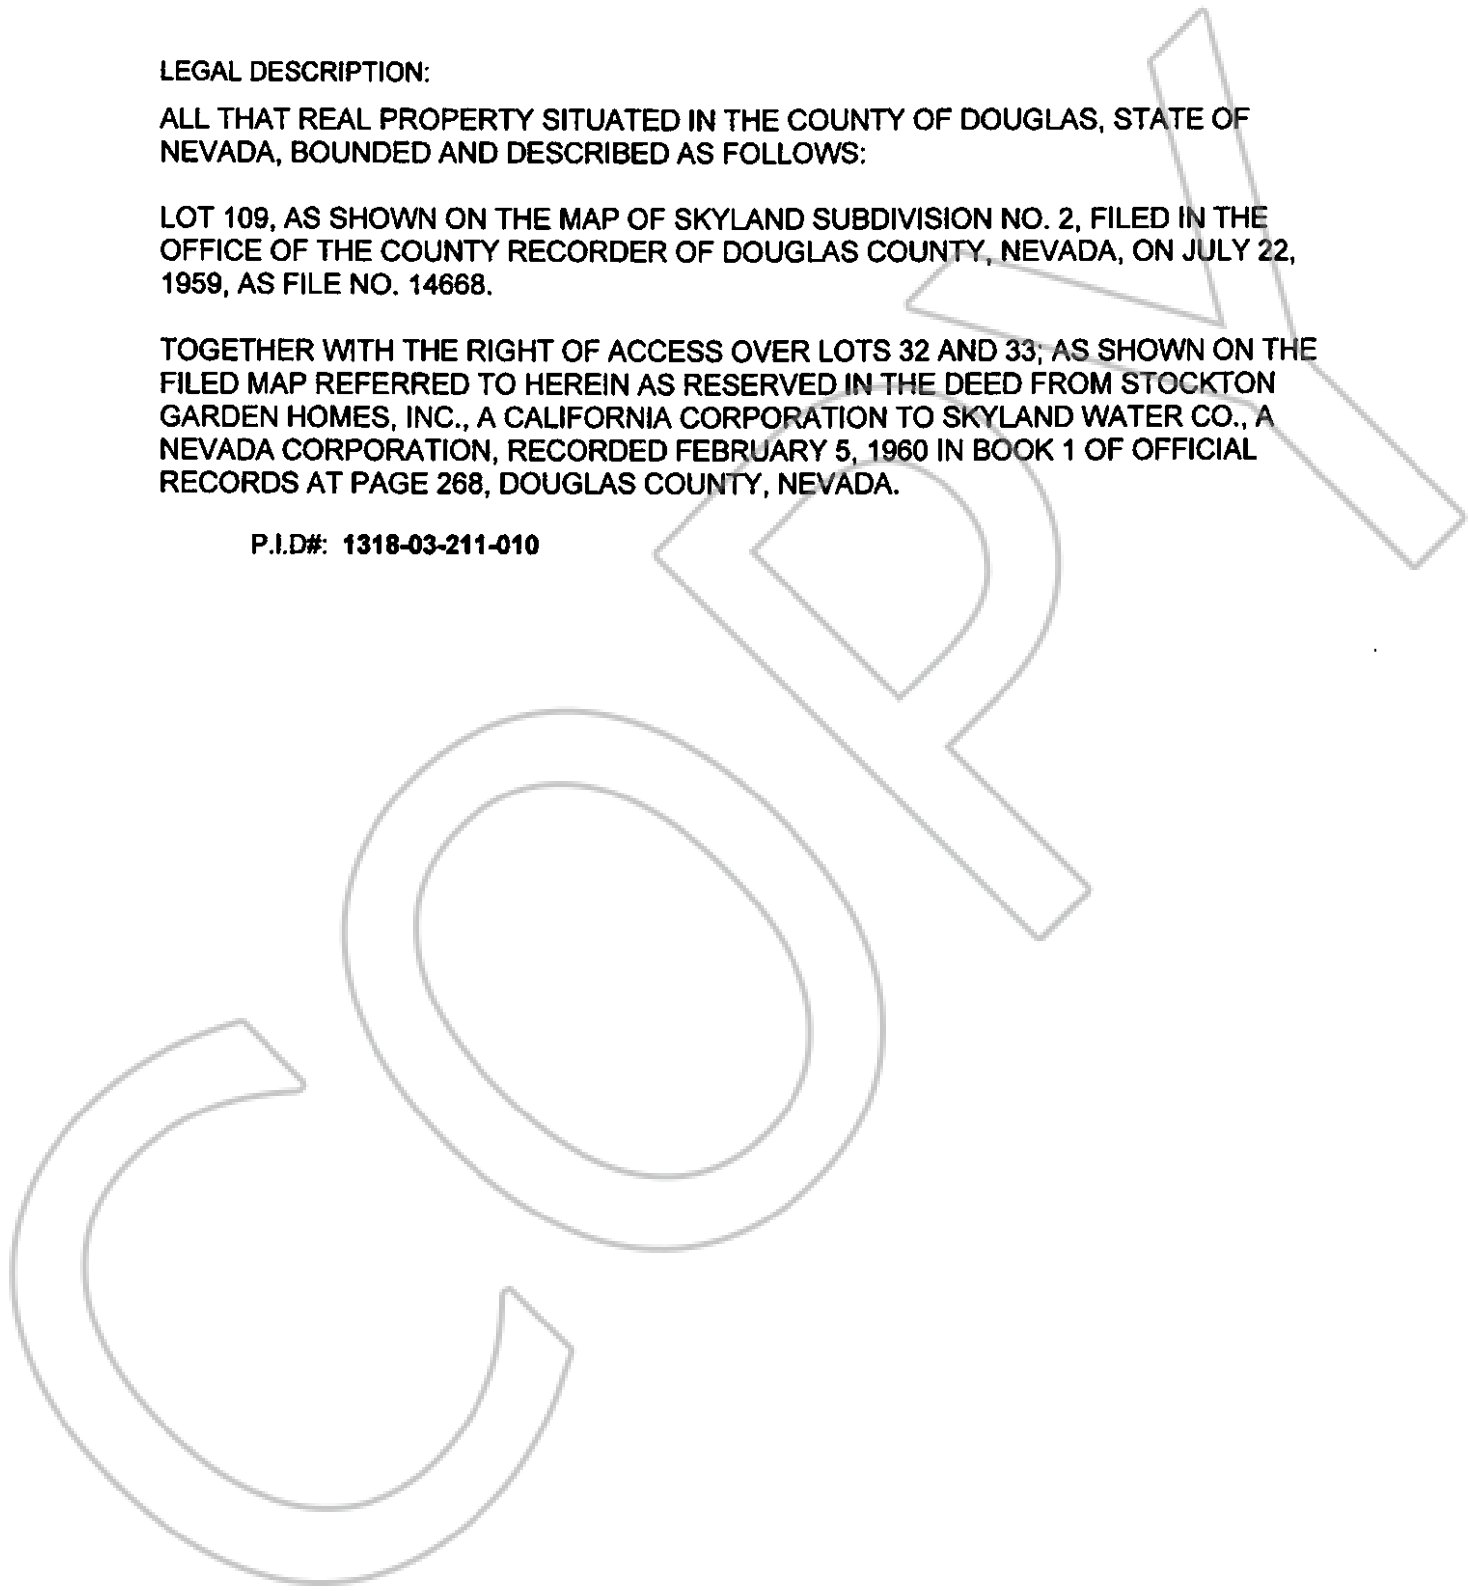 LEGAL DESCRIPTION:
ALL THAT REAL PROPERTY SITUATED IN THE COUNTY OF DOUGLAS, STATE OF
NEVADA, BOUNDED AND DESCRIBED AS FOLLOWS:
LOT 109, AS SHOWN ON THE MAP OF SKYLAND SUBDIVISION NO. 2, FILED IN THE
OFFICE OF THE COUNTY RECORDER OF DOUGLAS COUNTY, NEVADA, ON JULY 22,
1959, AS FILE NO. 14668.
TOGETHER WITH THE RIGHT OF ACCESS OVER LOTS 32 AND 33; AS SHOWN ON THE
FILED MAP REFERRED TO HEREIN AS RESERVED IN THE DEED FROM STOCKTON
GARDEN HOMES, INC., A CALIFORNIA CORPORATION TO SKYLAND WATER CO., A
NEVADA CORPORATION, RECORDED FEBRUARY 5, 1960 IN BOOK 1 OF OFFICIAL
RECORDS AT PAGE 268, DOUGLAS COUNTY, NEVADA.
P.I.D#: 1318-03-211-010
COPY